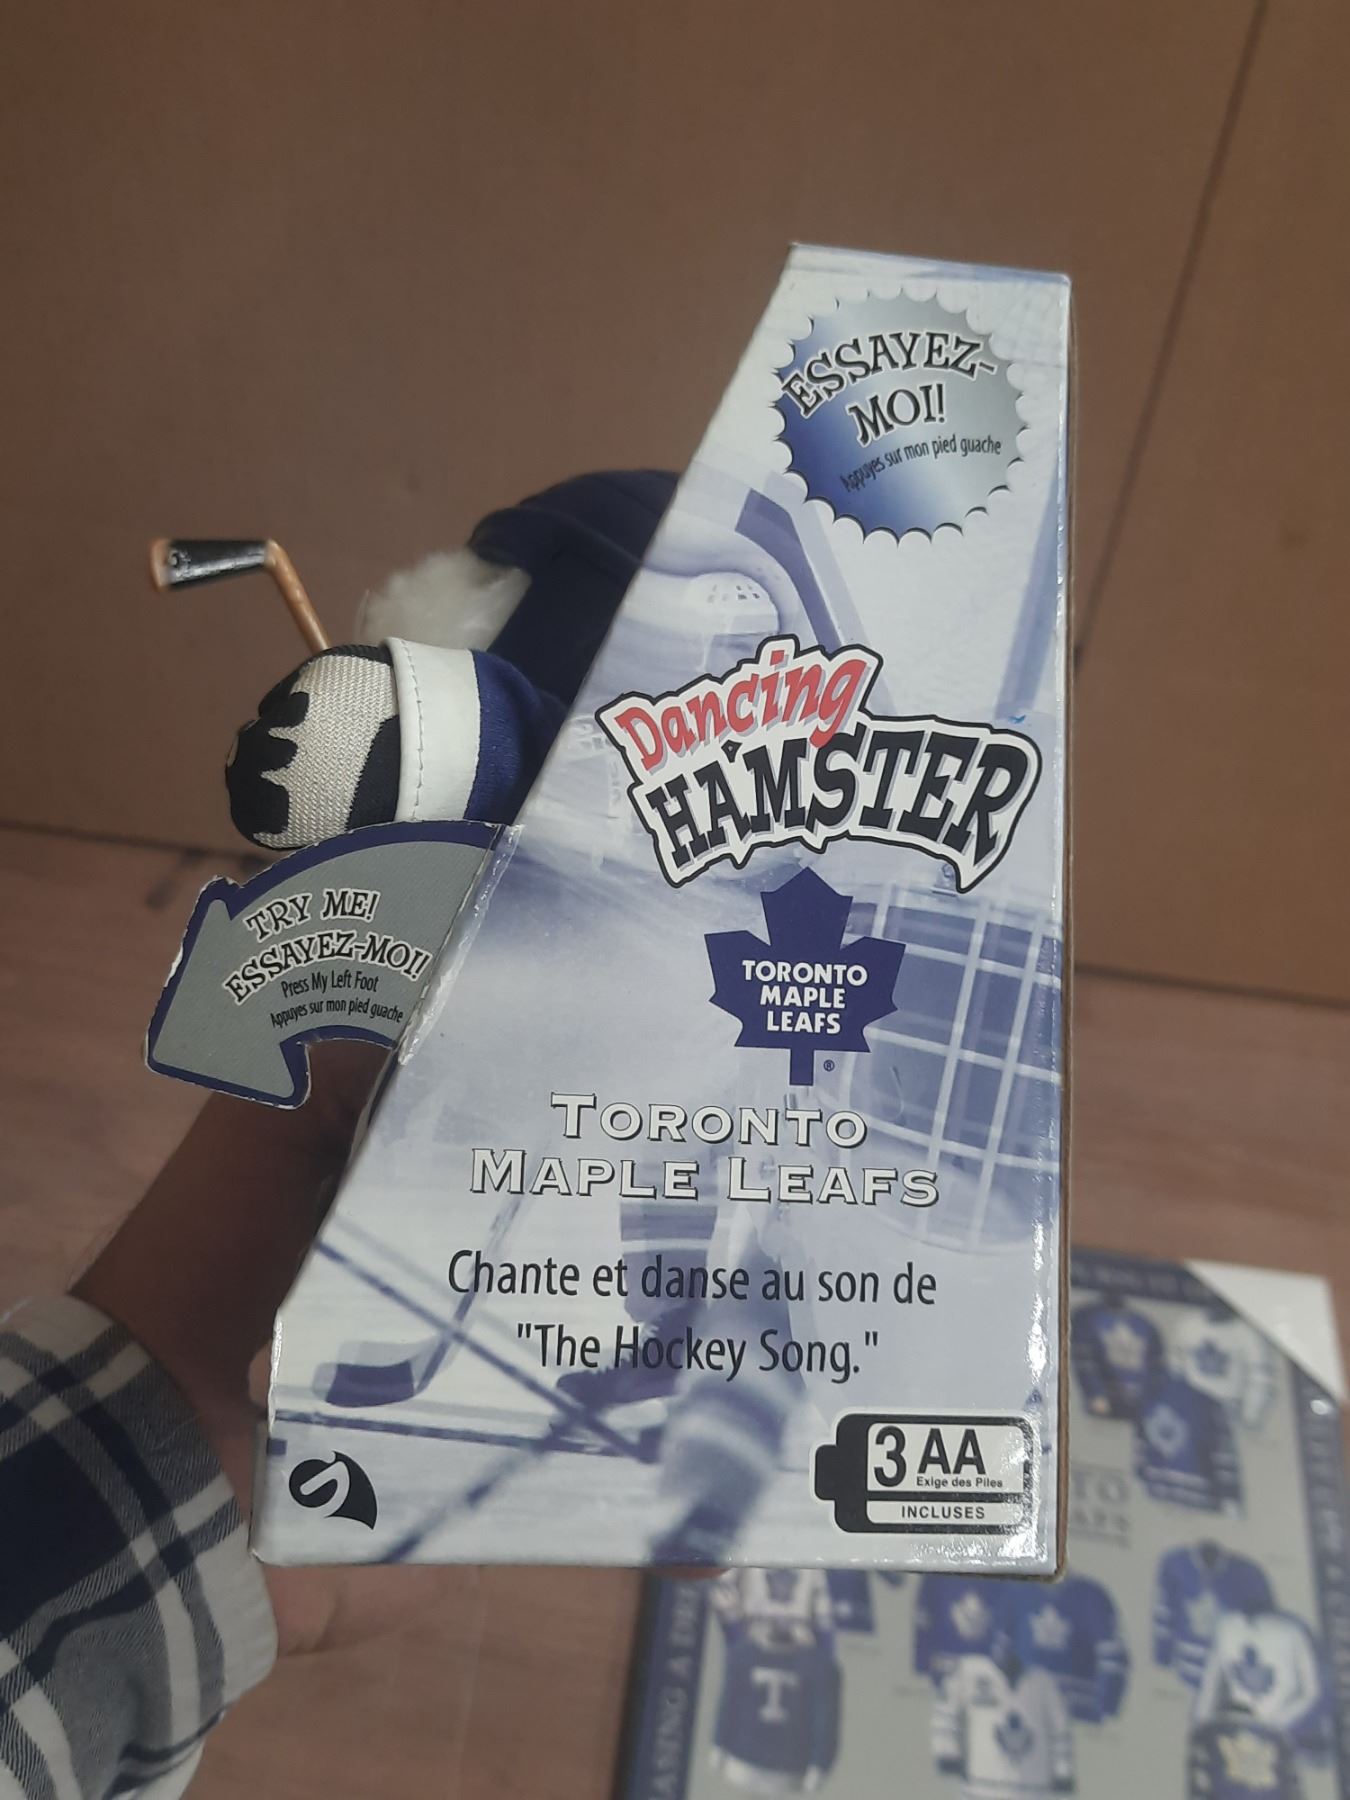 ESSAYEZ-
MOI!
Appuyes sur mon pied guache
Dancing
HAMSTER
TORONTO
MAPLE
LEAFS
®
TORONTO
MAPLE LEAFS
Chante et danse au son de
"The Hockey Song."
3 AA
Exige des Piles
INCLUSES
TRY ME!
ESSAYEZ-MOI!
Press My Left Foot
Appuyes sur mon pied guache
T